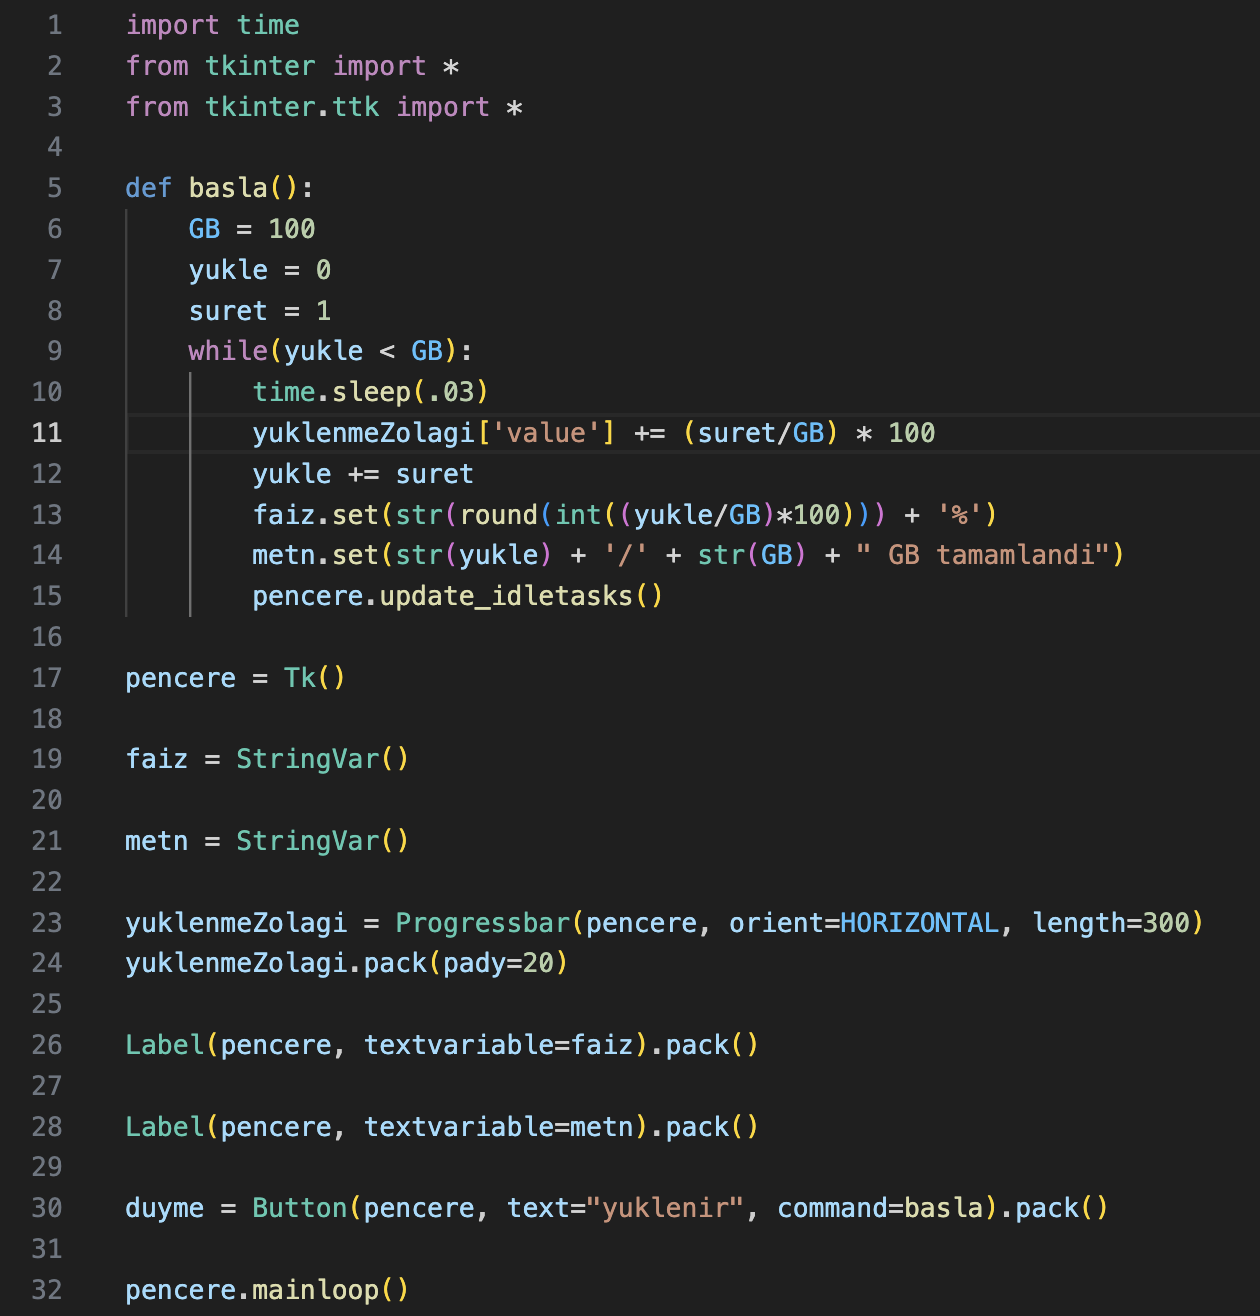 1 import time
2 from tkinter import *
3 from tkinter.ttk import *
4
5 def basla():
6     GB = 100
7     yukle = 0
8     suret = 1
9     while(yukle < GB):
10         time.sleep(.03)
11         yuklenmeZolagi['value'] += (suret/GB) * 100
12         yukle += suret
13         faiz.set(str(round(int((yukle/GB)*100))) + '%')
14         metn.set(str(yukle) + '/' + str(GB) + " GB tamamlandi")
15         pencere.update_idletasks()
16
17 pencere = Tk()
18
19 faiz = StringVar()
20
21 metn = StringVar()
22
23 yuklenmeZolagi = Progressbar(pencere, orient=HORIZONTAL, length=300)
24 yuklenmeZolagi.pack(pady=20)
25
26 Label(pencere, textvariable=faiz).pack()
27
28 Label(pencere, textvariable=metn).pack()
29
30 duyme = Button(pencere, text="yuklenir", command=basla).pack()
31
32 pencere.mainloop()